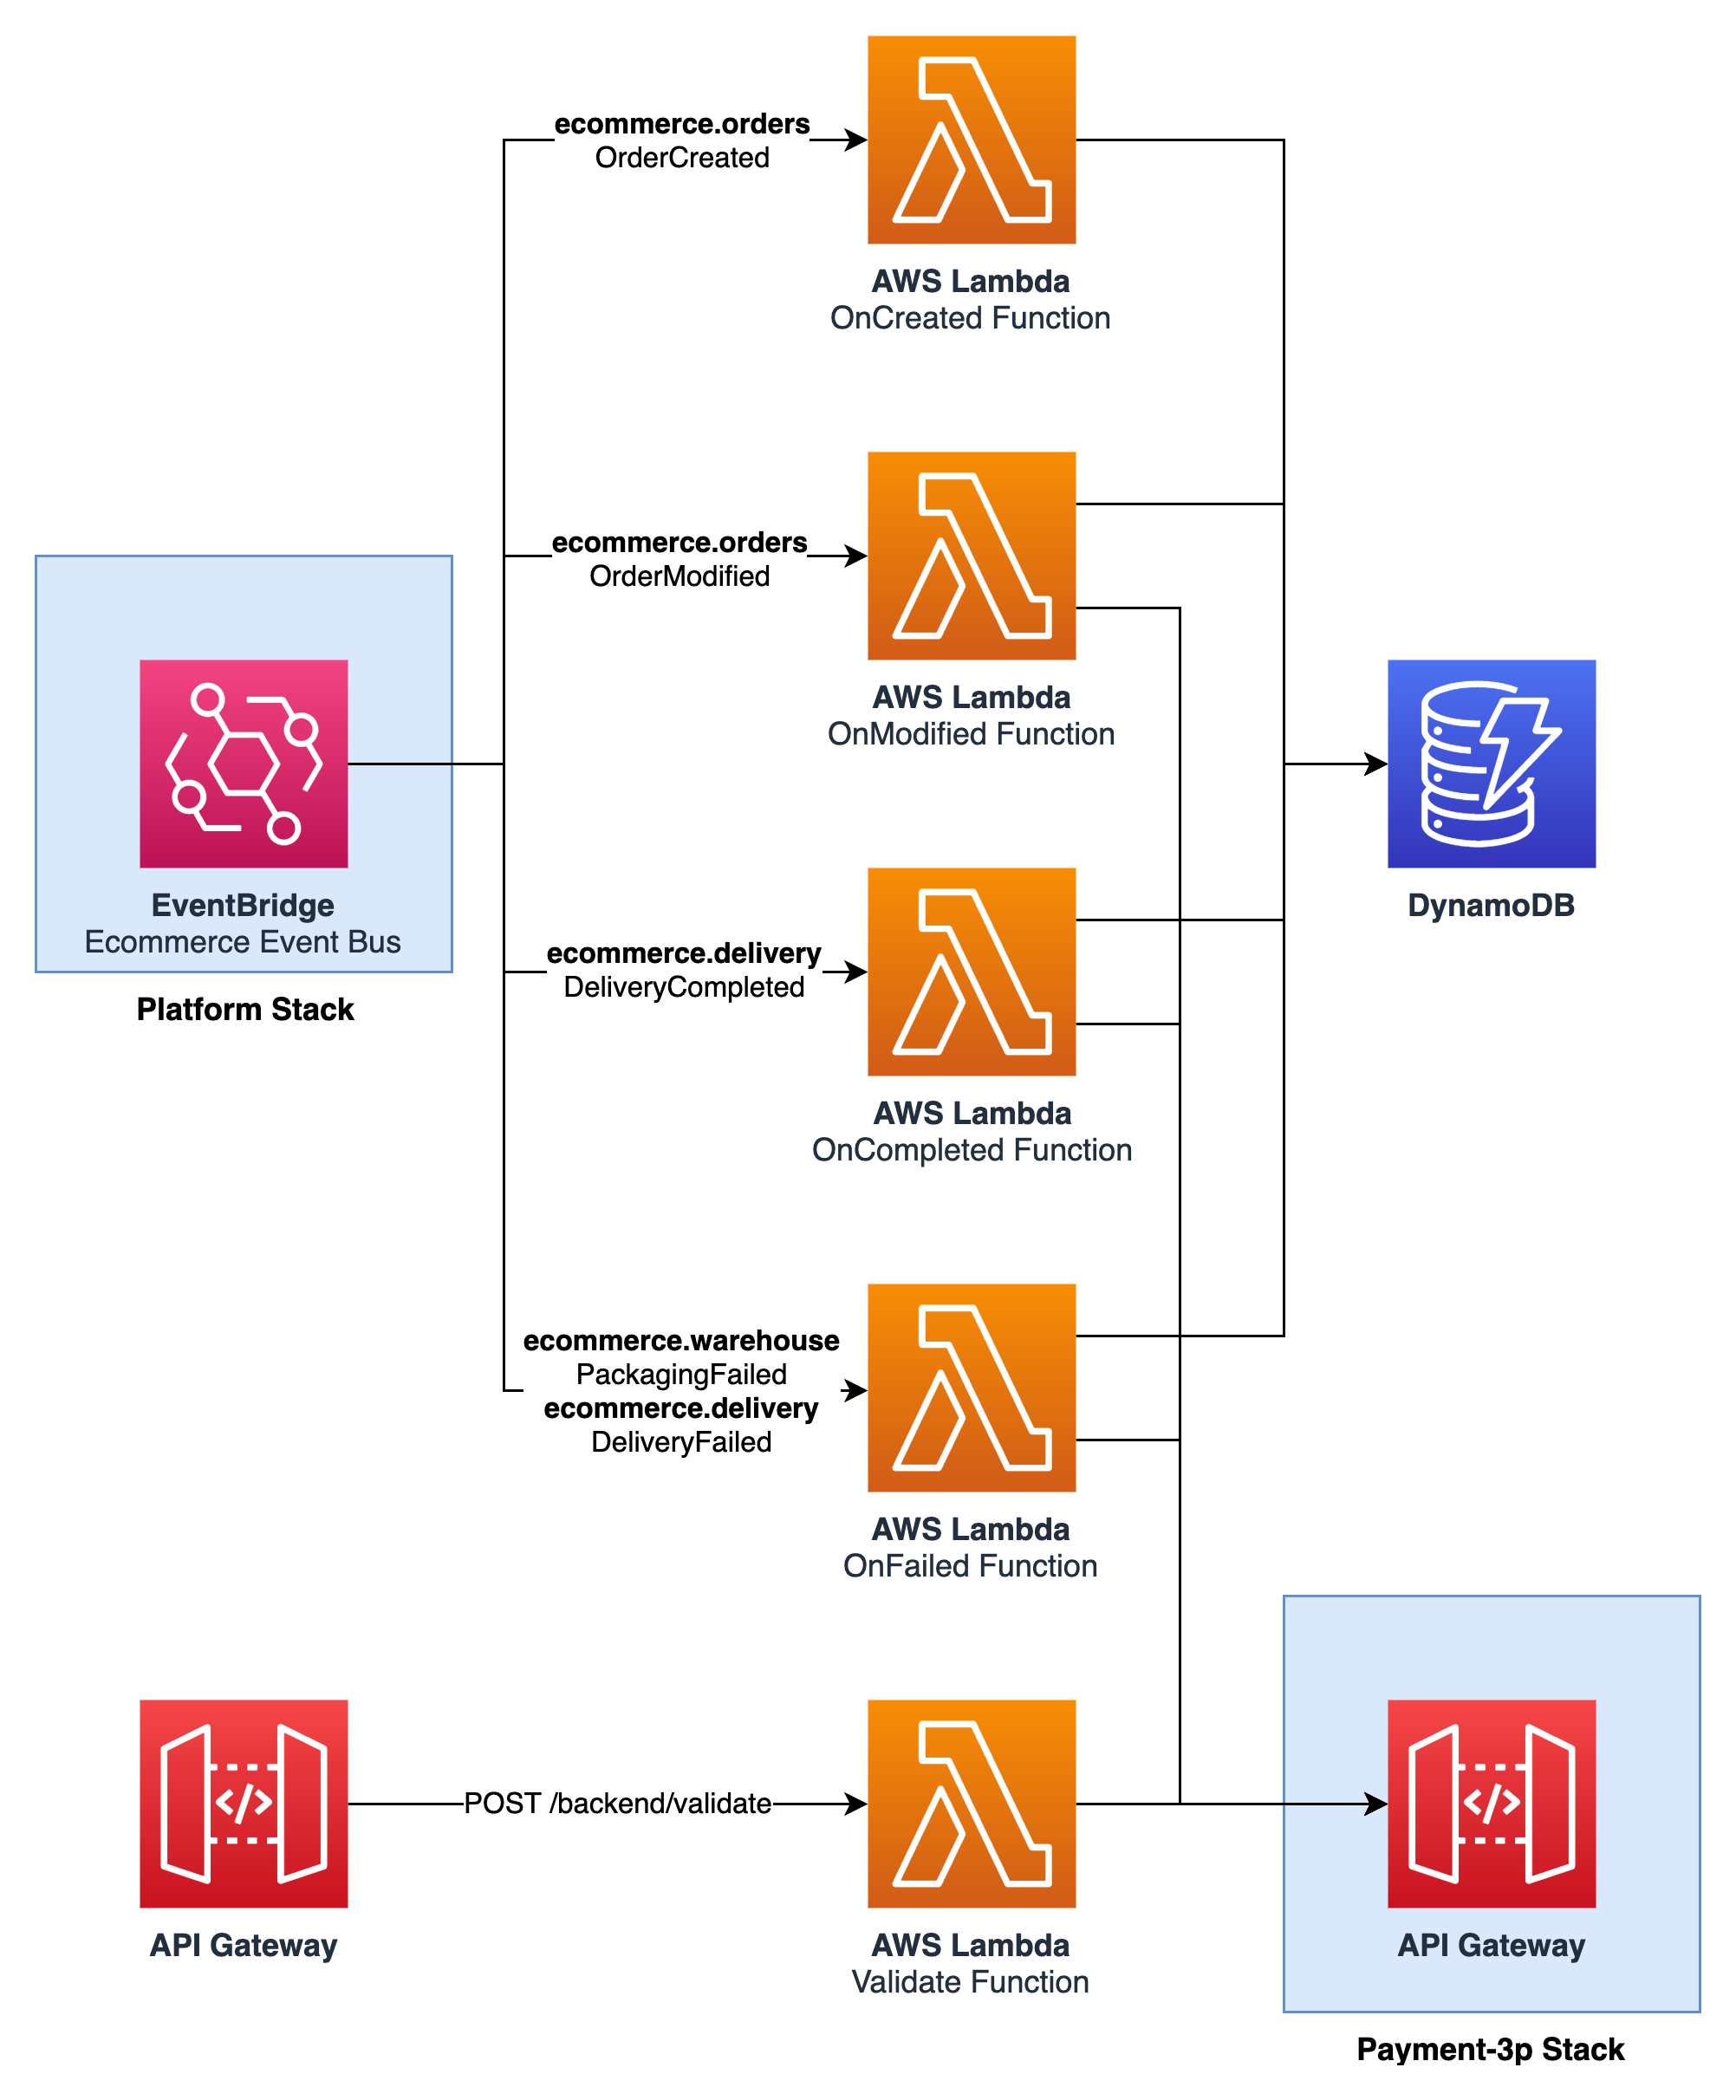 ecommerce.orders
OrderCreated
AWS Lambda
OnCreated Function
ecommerce.orders
OrderModified
AWS Lambda
OnModified Function
EventBridge
Ecommerce Event Bus
Platform Stack
DynamoDB
ecommerce.delivery
DeliveryCompleted
AWS Lambda
OnCompleted Function
ecommerce.warehouse
PackagingFailed
ecommerce.delivery
DeliveryFailed
AWS Lambda
OnFailed Function
API Gateway
POST /backend/validate
AWS Lambda
Validate Function
API Gateway
Payment-3p Stack